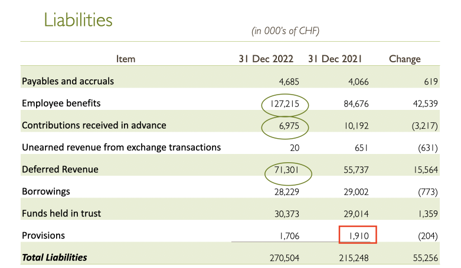 Liabilities
(in 000's of CHF)
Item 31 Dec 2022 31 Dec 2021 Change
Payables and accruals 4,685 4,066 619
Employee benefits 127,215 84,676 42,539
Contributions received in advance 6,975 10,192 (3,217)
Unearned revenue from exchange transactions 20 651 (631)
Deferred Revenue 71,301 55,737 15,564
Borrowings 28,229 29,002 (773)
Funds held in trust 30,373 29,014 1,359
Provisions 1,706 1,910 (204)
Total Liabilities 270,504 215,248 55,256